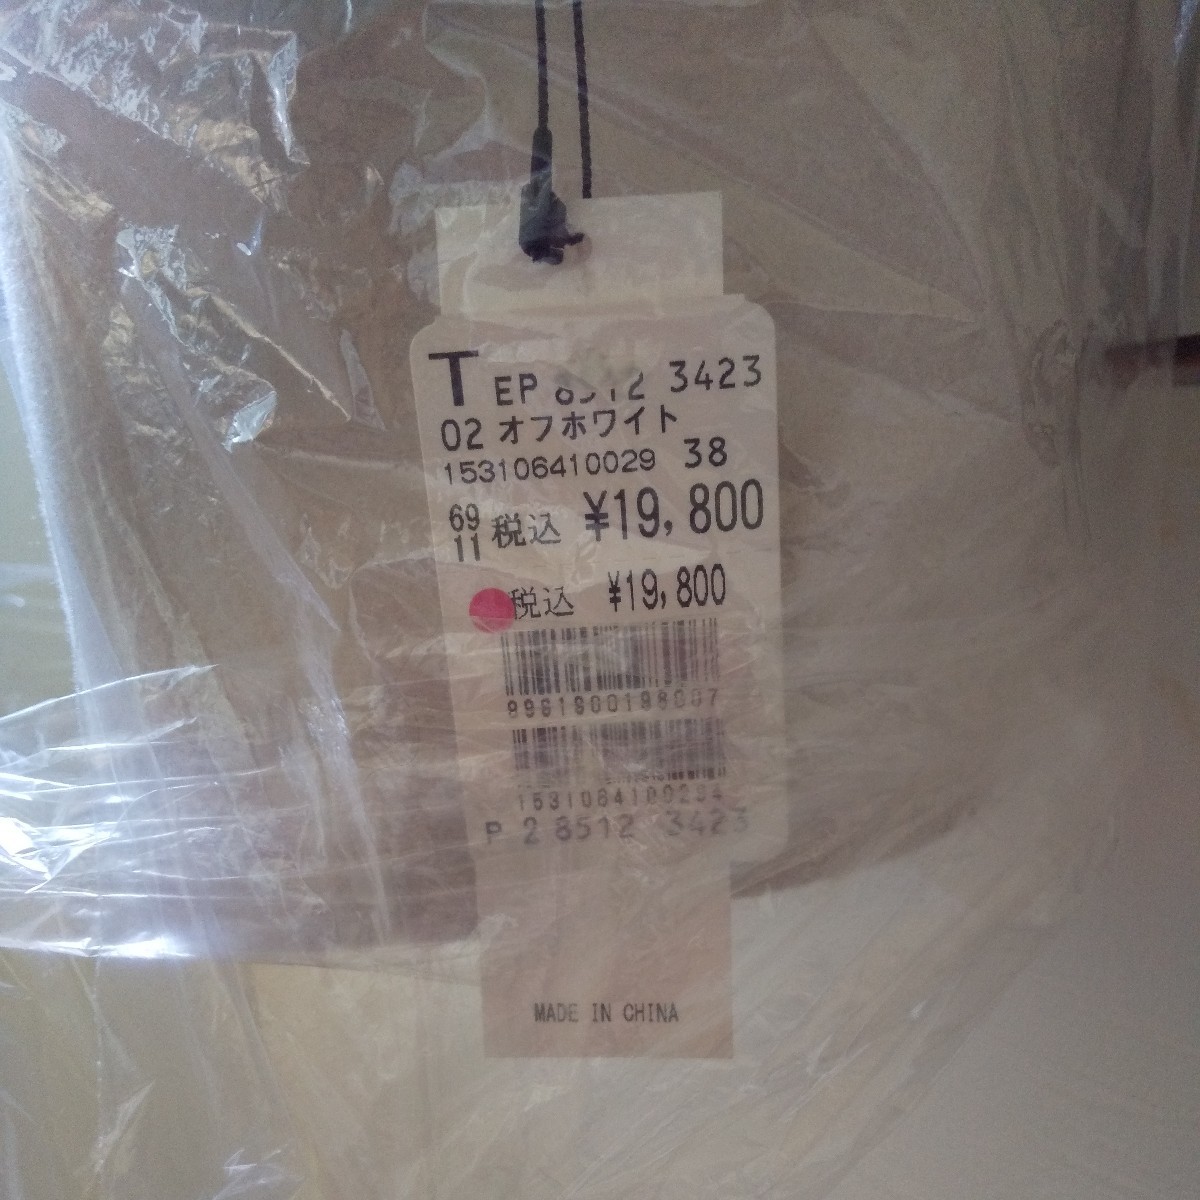 T EP 8512 3423
02 オフホワイト
153106410029 38
69
11 税込 ¥19,800
税込 ¥19,800
8961900198007
1531064100294
P 2 8512 3423
MADE IN CHINA